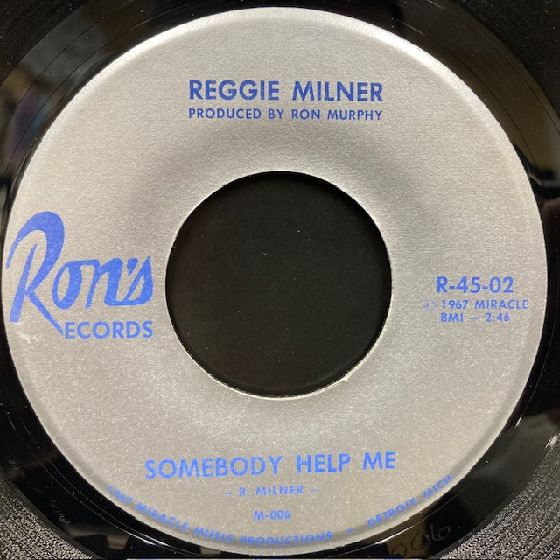 REGGIE MILNER
PRODUCED BY RON MURPHY
Ron's
RECORDS
R-45-02
℗ 1967 MIRACLE
BMI — 2:46
SOMEBODY HELP ME
— R. MILNER —
M-006
MIRACLE MUSIC PRODUCTIONS • DETROIT, MICH.